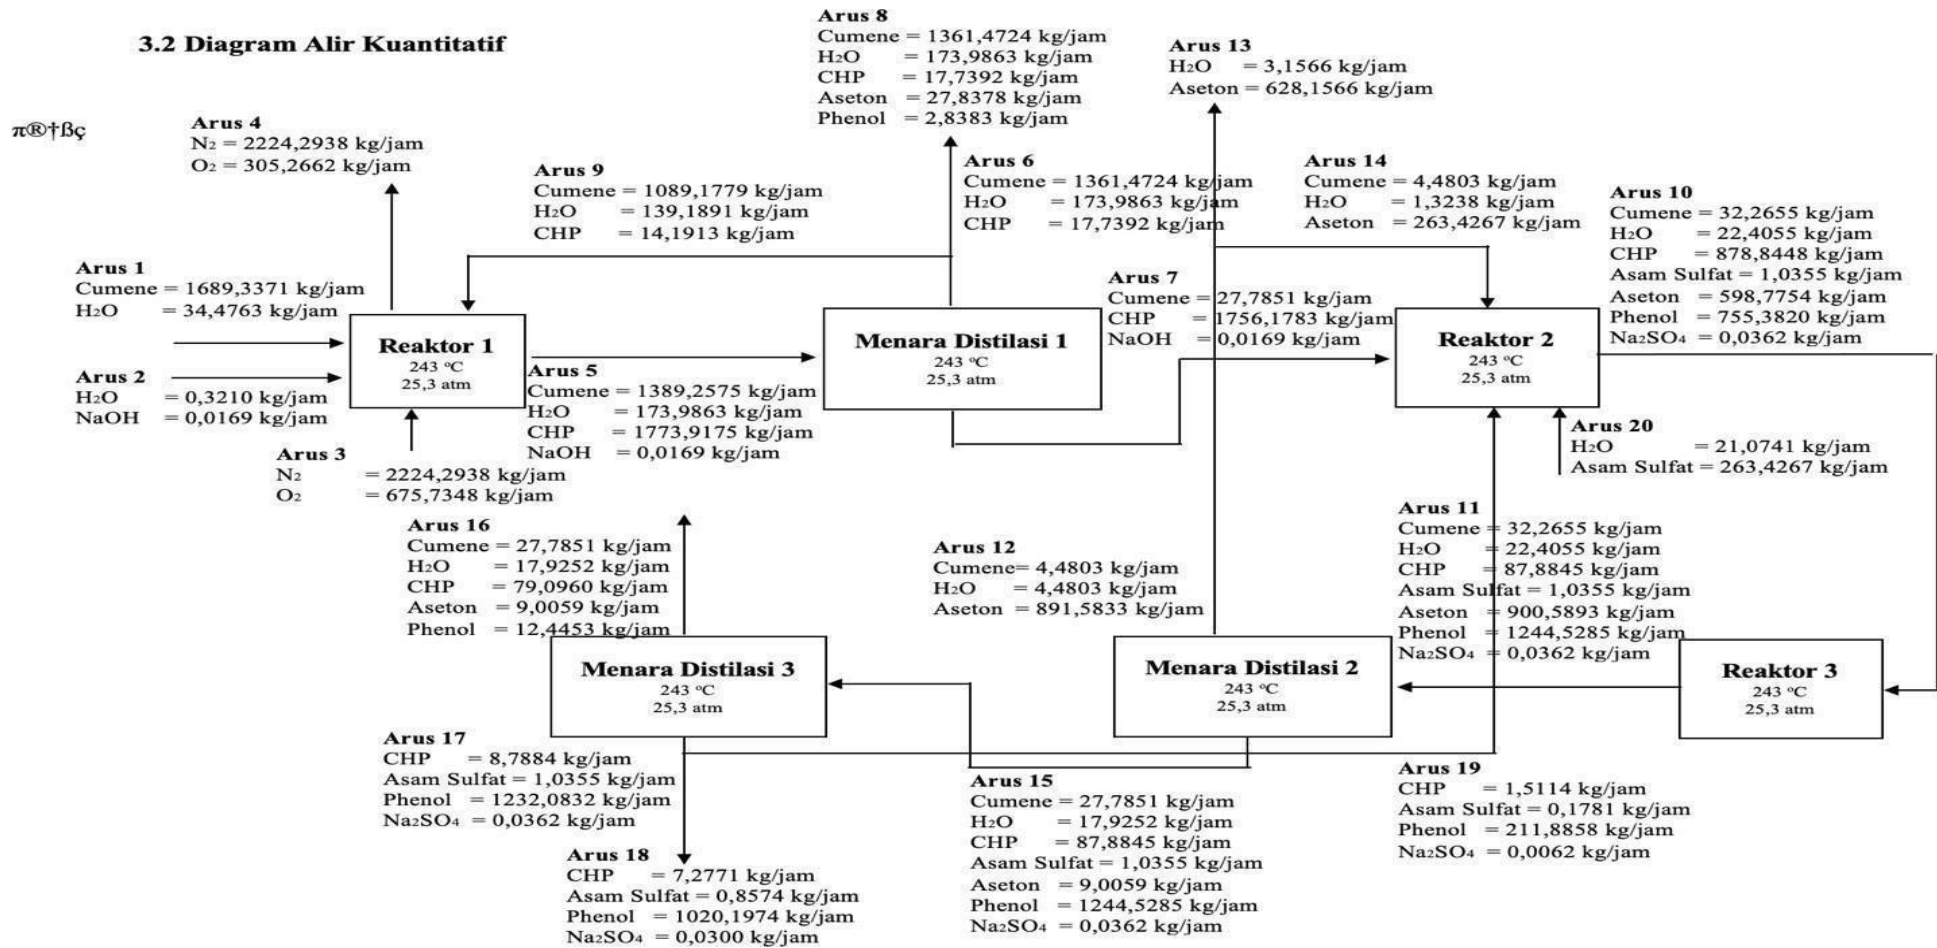 3.2 Diagram Alir Kuantitatif
π®†ßç
Arus 4
N₂ = 2224,2938 kg/jam
O₂ = 305,2662 kg/jam
Arus 8
Cumene = 1361,4724 kg/jam
H₂O = 173,9863 kg/jam
CHP = 17,7392 kg/jam
Aseton = 27,8378 kg/jam
Phenol = 2,8383 kg/jam
Arus 13
H₂O = 3,1566 kg/jam
Aseton = 628,1566 kg/jam
Arus 9
Cumene = 1089,1779 kg/jam
H₂O = 139,1891 kg/jam
CHP = 14,1913 kg/jam
Arus 6
Cumene = 1361,4724 kg/jam
H₂O = 173,9863 kg/jam
CHP = 17,7392 kg/jam
Arus 14
Cumene = 4,4803 kg/jam
H₂O = 1,3238 kg/jam
Aseton = 263,4267 kg/jam
Arus 10
Cumene = 32,2655 kg/jam
H₂O = 22,4055 kg/jam
CHP = 878,8448 kg/jam
Asam Sulfat = 1,0355 kg/jam
Aseton = 598,7754 kg/jam
Phenol = 755,3820 kg/jam
Na₂SO₄ = 0,0362 kg/jam
Arus 1
Cumene = 1689,3371 kg/jam
H₂O = 34,4763 kg/jam
Arus 7
Cumene = 27,7851 kg/jam
CHP = 1756,1783 kg/jam
NaOH = 0,0169 kg/jam
Reaktor 1
243 ºC
25,3 atm
Menara Distilasi 1
243 ºC
25,3 atm
Reaktor 2
243 ºC
25,3 atm
Arus 2
H₂O = 0,3210 kg/jam
NaOH = 0,0169 kg/jam
Arus 5
Cumene = 1389,2575 kg/jam
H₂O = 173,9863 kg/jam
CHP = 1773,9175 kg/jam
NaOH = 0,0169 kg/jam
Arus 3
N₂ = 2224,2938 kg/jam
O₂ = 675,7348 kg/jam
Arus 20
H₂O = 21,0741 kg/jam
Asam Sulfat = 263,4267 kg/jam
Arus 16
Cumene = 27,7851 kg/jam
H₂O = 17,9252 kg/jam
CHP = 79,0960 kg/jam
Aseton = 9,0059 kg/jam
Phenol = 12,4453 kg/jam
Arus 12
Cumene= 4,4803 kg/jam
H₂O = 4,4803 kg/jam
Aseton = 891,5833 kg/jam
Arus 11
Cumene = 32,2655 kg/jam
H₂O = 22,4055 kg/jam
CHP = 87,8845 kg/jam
Asam Sulfat = 1,0355 kg/jam
Aseton = 900,5893 kg/jam
Phenol = 1244,5285 kg/jam
Na₂SO₄ = 0,0362 kg/jam
Menara Distilasi 3
243 ºC
25,3 atm
Menara Distilasi 2
243 ºC
25,3 atm
Reaktor 3
243 ºC
25,3 atm
Arus 17
CHP = 8,7884 kg/jam
Asam Sulfat = 1,0355 kg/jam
Phenol = 1232,0832 kg/jam
Na₂SO₄ = 0,0362 kg/jam
Arus 15
Cumene = 27,7851 kg/jam
H₂O = 17,9252 kg/jam
CHP = 87,8845 kg/jam
Asam Sulfat = 1,0355 kg/jam
Aseton = 9,0059 kg/jam
Phenol = 1244,5285 kg/jam
Na₂SO₄ = 0,0362 kg/jam
Arus 19
CHP = 1,5114 kg/jam
Asam Sulfat = 0,1781 kg/jam
Phenol = 211,8858 kg/jam
Na₂SO₄ = 0,0062 kg/jam
Arus 18
CHP = 7,2771 kg/jam
Asam Sulfat = 0,8574 kg/jam
Phenol = 1020,1974 kg/jam
Na₂SO₄ = 0,0300 kg/jam